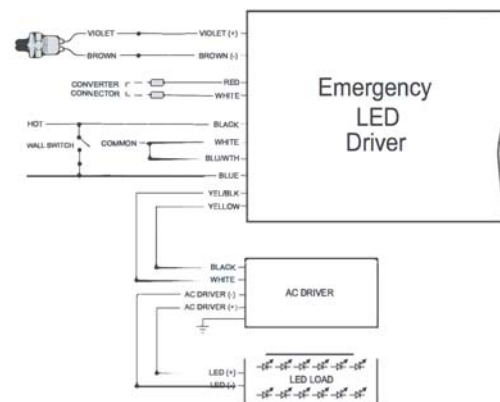 VIOLET VIOLET (+)
BROWN BROWN (-)
CONVERTER RED
CONNECTOR WHITE
HOT BLACK
WALL SWITCH COMMON WHITE
BLU/WTH
BLUE
YEL/BLK
YELLOW
Emergency
LED
Driver
BLACK
WHITE
AC DRIVER (-)
AC DRIVER (+)
AC DRIVER
LED (+)
LED (-)
LED LOAD